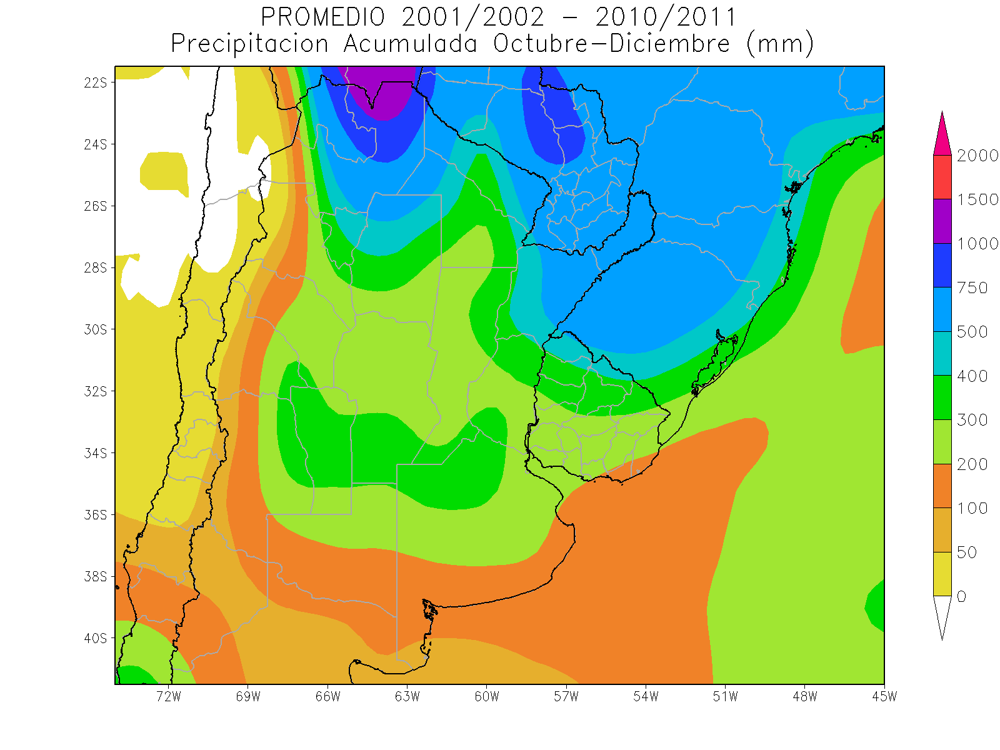 PROMEDIO 2001/2002 - 2010/2011
Precipitacion Acumulada Octubre-Diciembre (mm)
22S
24S
26S
28S
30S
32S
34S
36S
38S
40S
72W 69W 66W 63W 60W 57W 54W 51W 48W 45W
2000
1500
1000
750
500
400
300
200
100
50
0